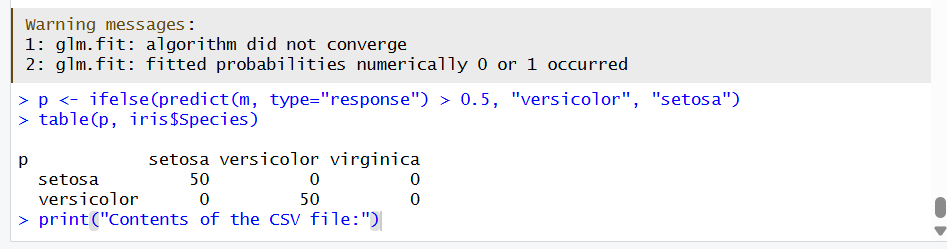 Warning messages:
1: glm.fit: algorithm did not converge
2: glm.fit: fitted probabilities numerically 0 or 1 occurred
> p <- ifelse(predict(m, type="response") > 0.5, "versicolor", "setosa")
> table(p, iris$Species)
p            setosa versicolor virginica
  setosa         50          0         0
  versicolor      0         50         0
> print("Contents of the CSV file:")